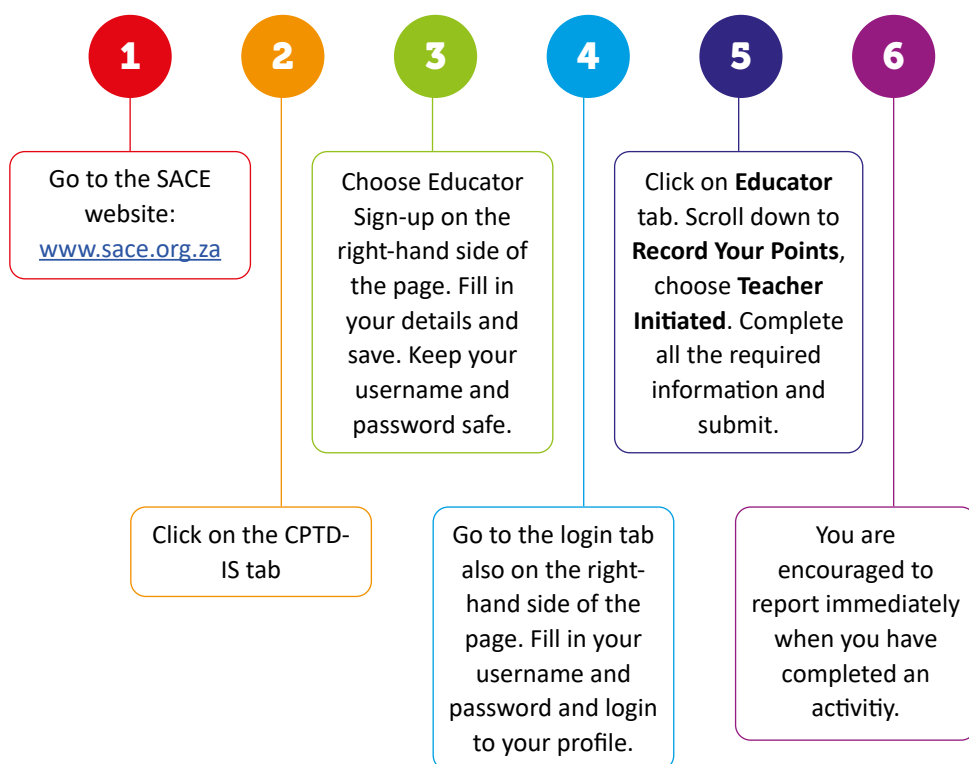 1
Go to the SACE
website:
www.sace.org.za
2
Click on the CPTD-
IS tab
3
Choose Educator
Sign-up on the
right-hand side of
the page. Fill in
your details and
save. Keep your
username and
password safe.
4
Go to the login tab
also on the right-
hand side of the
page. Fill in your
username and
password and login
to your profile.
5
Click on Educator
tab. Scroll down to
Record Your Points,
choose Teacher
Initiated. Complete
all the required
information and
submit.
6
You are
encouraged to
report immediately
when you have
completed an
activitiy.